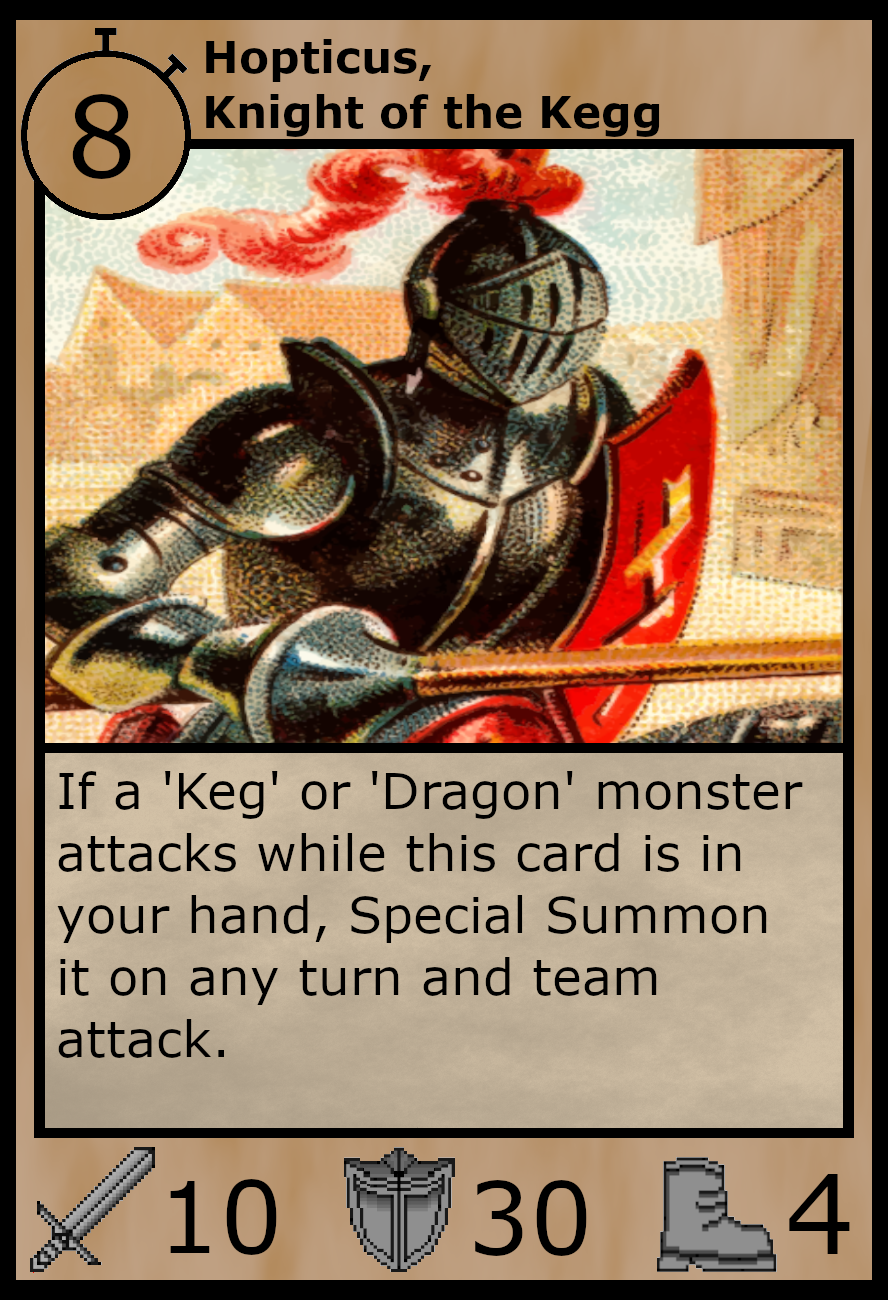 8
Hopticus,
Knight of the Kegg
If a 'Keg' or 'Dragon' monster
attacks while this card is in
your hand, Special Summon
it on any turn and team
attack.
10 30 4